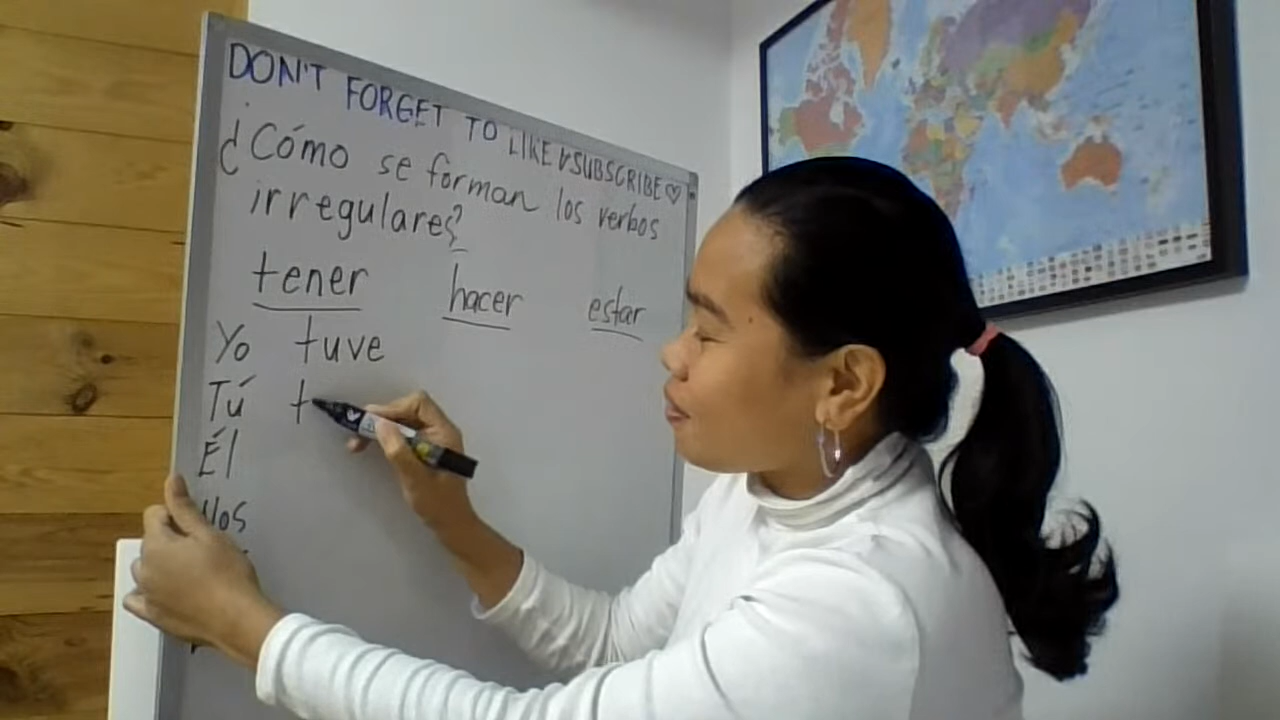 DON'T FORGET TO LIKE & SUBSCRIBE ♡
¿Cómo se forman los verbos
irregulares?
tener hacer estar
Yo tuve
Tú t
Él
Nos